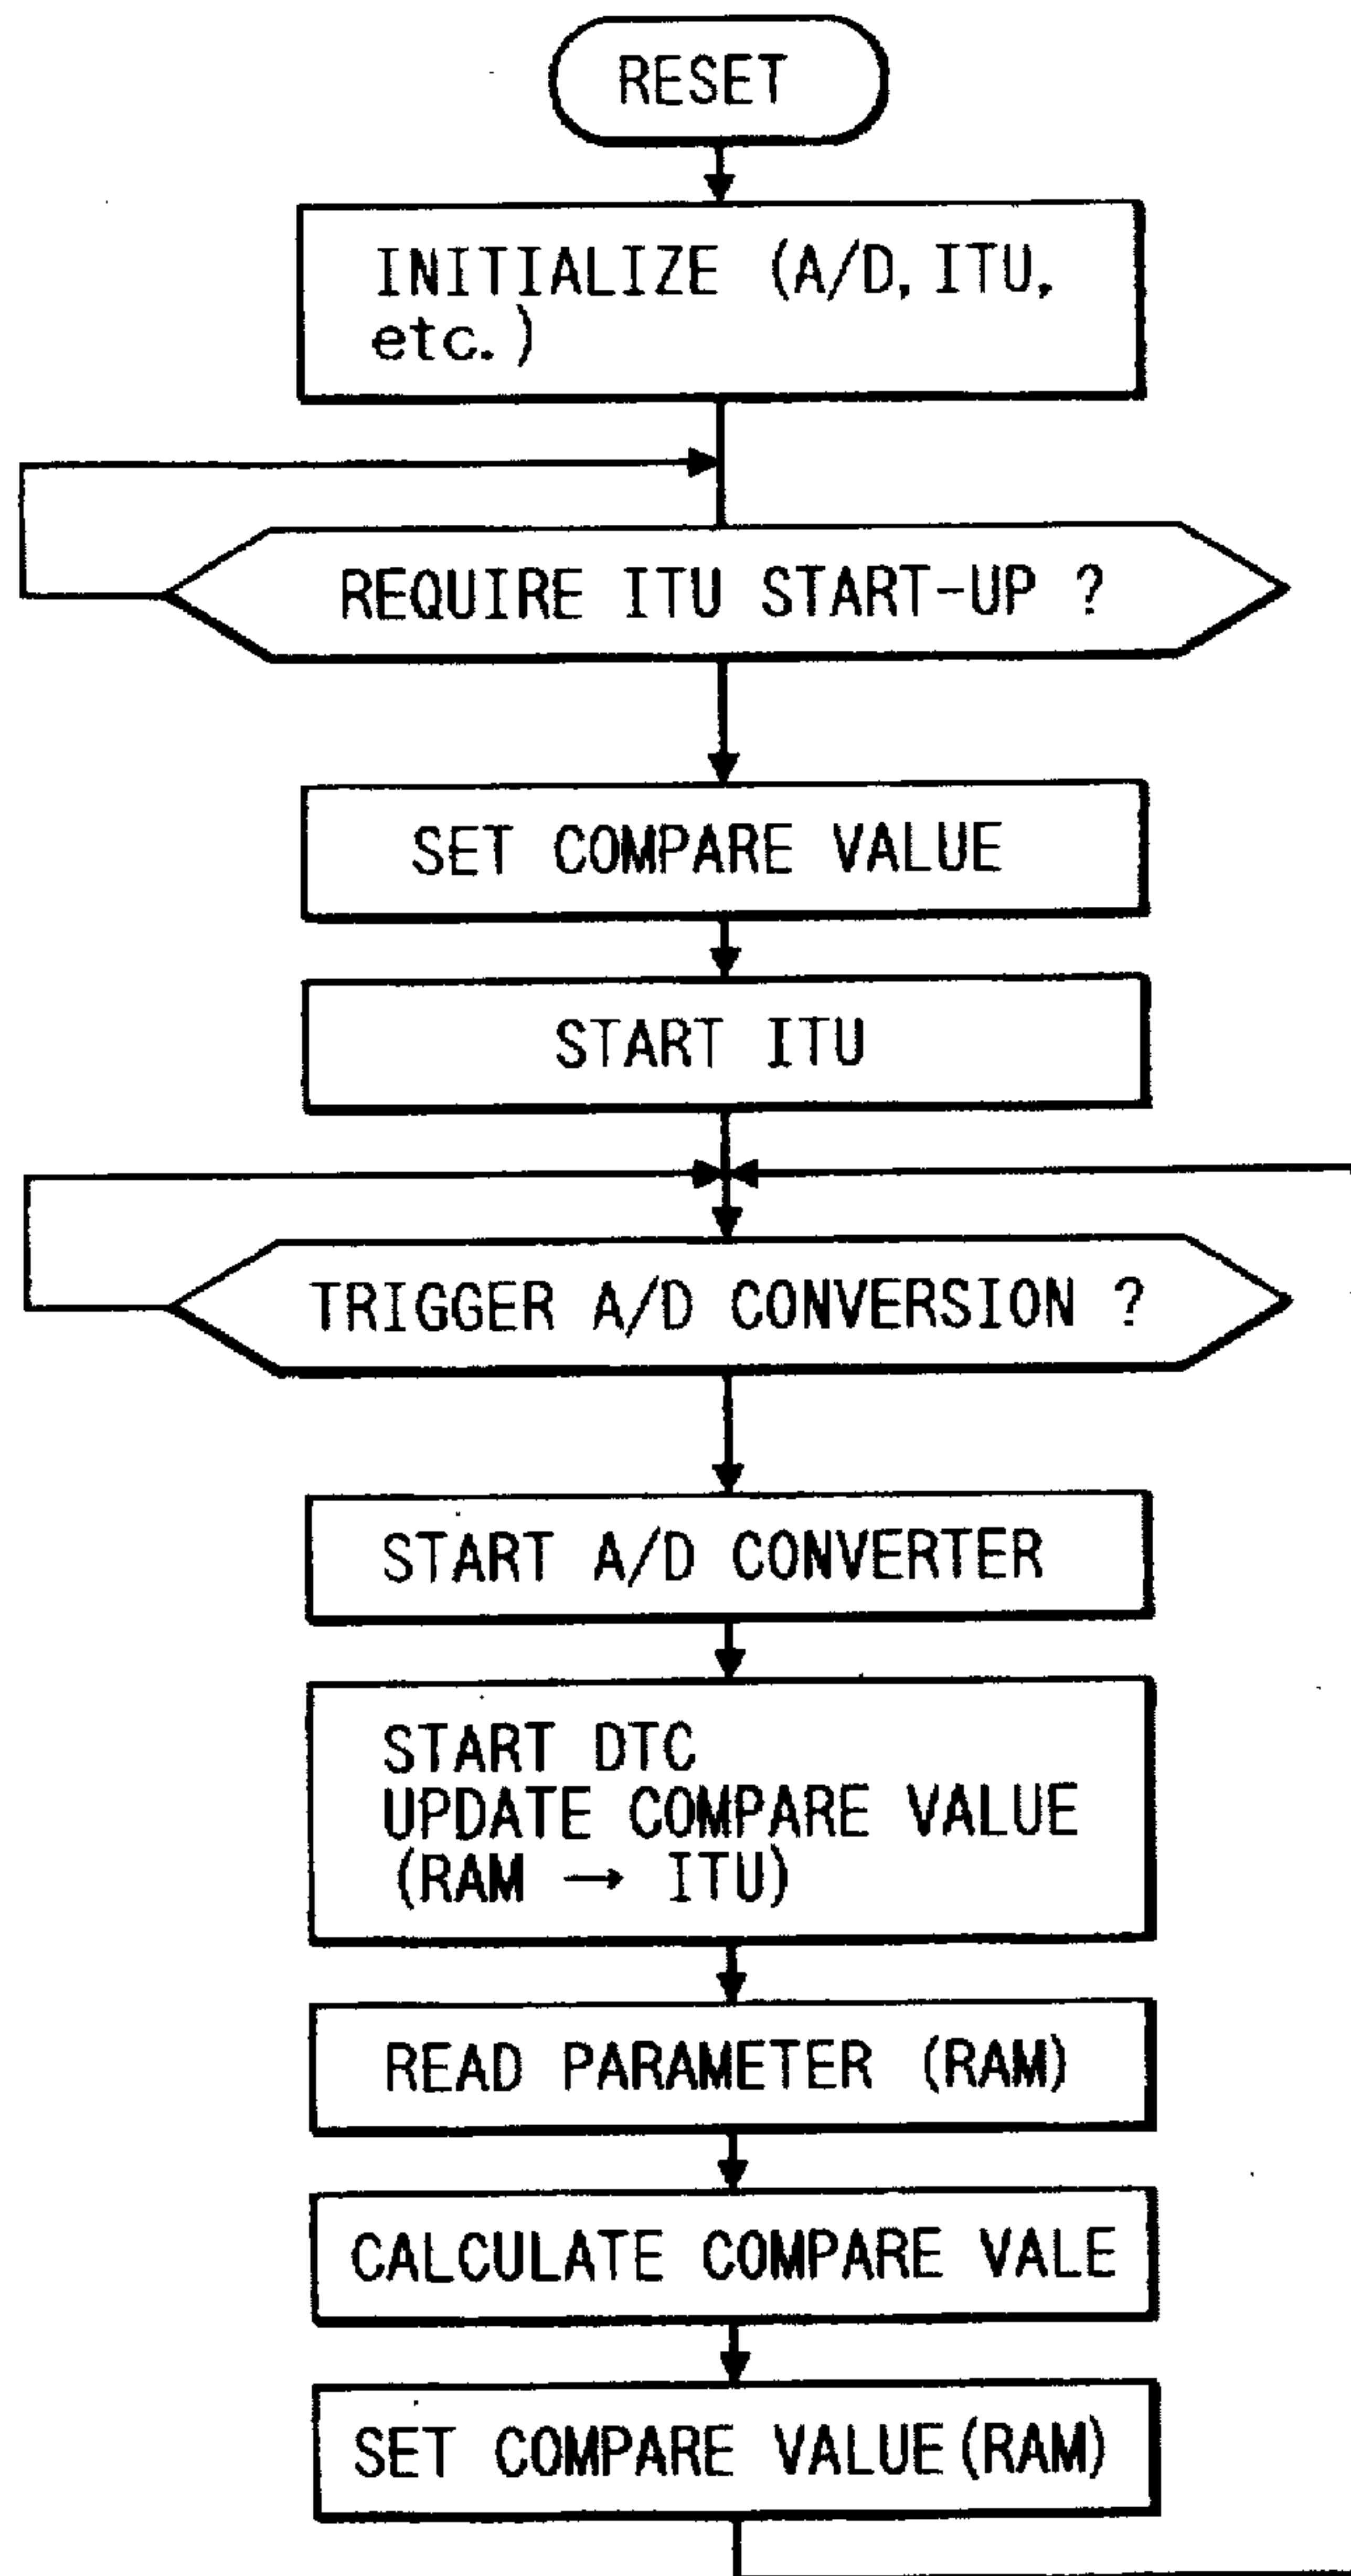 RESET
INITIALIZE (A/D, ITU,
etc.)
REQUIRE ITU START-UP ?
SET COMPARE VALUE
START ITU
TRIGGER A/D CONVERSION ?
START A/D CONVERTER
START DTC
UPDATE COMPARE VALUE
(RAM → ITU)
READ PARAMETER (RAM)
CALCULATE COMPARE VALE
SET COMPARE VALUE (RAM)